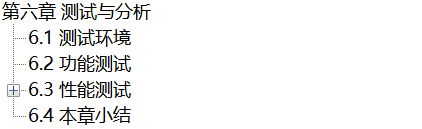 第六章 测试与分析
6.1 测试环境
6.2 功能测试
6.3 性能测试
6.4 本章小结